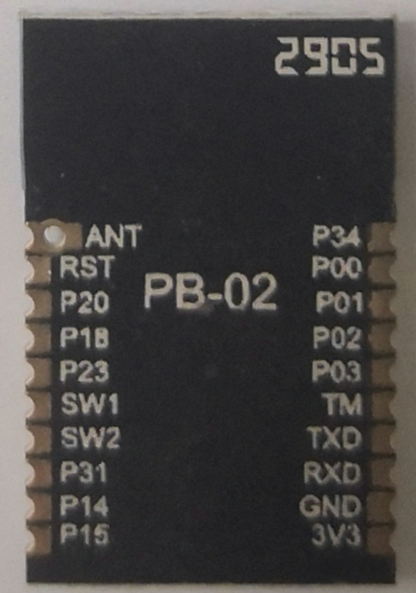 2905
ANT P34
RST P00
PB-02
P20 P01
P18 P02
P23 P03
SW1 TM
SW2 TXD
P31 RXD
P14 GND
P15 3V3